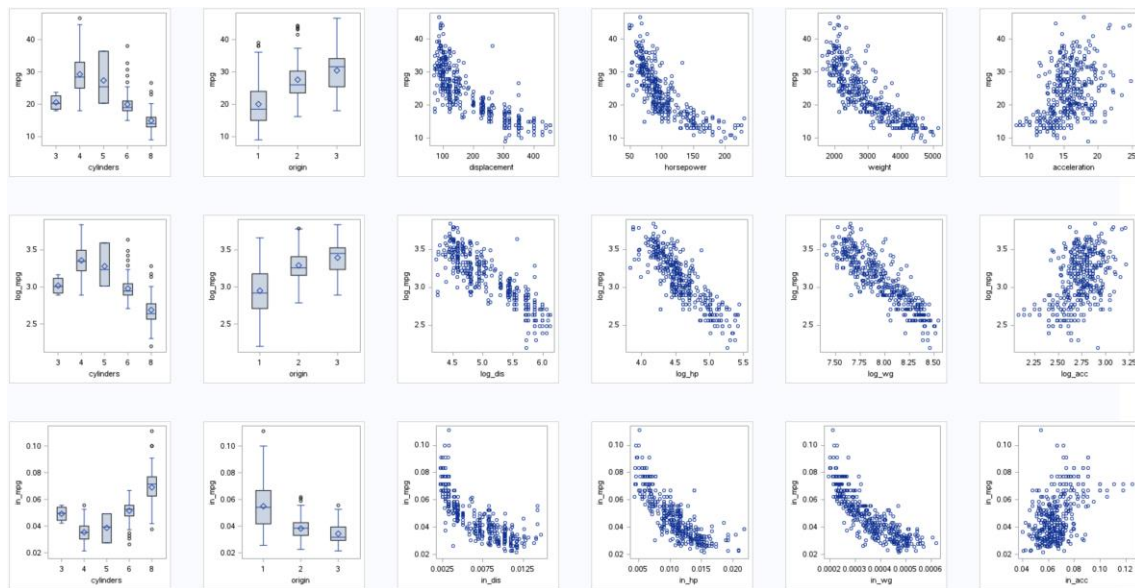 mpg
40
30
20
10
3 4 5 6 8
cylinders
mpg
40
30
20
10
1 2 3
origin
mpg
40
30
20
10
100 200 300 400
displacement
mpg
40
30
20
10
50 100 150 200
horsepower
mpg
40
30
20
10
2000 3000 4000 5000
weight
mpg
40
30
20
10
10 15 20 25
acceleration
log_mpg
3.5
3.0
2.5
3 4 5 6 8
cylinders
log_mpg
3.5
3.0
2.5
1 2 3
origin
log_mpg
3.5
3.0
2.5
4.5 5.0 5.5 6.0
log_dis
log_mpg
3.5
3.0
2.5
4.0 4.5 5.0 5.5
log_hp
log_mpg
3.5
3.0
2.5
7.50 7.75 8.00 8.25 8.50
log_wg
log_mpg
3.5
3.0
2.5
2.25 2.50 2.75 3.00 3.25
log_acc
in_mpg
0.10
0.08
0.06
0.04
0.02
3 4 5 6 8
cylinders
in_mpg
0.10
0.08
0.06
0.04
0.02
1 2 3
origin
in_mpg
0.10
0.08
0.06
0.04
0.02
0.004 0.008 0.012
in_dis
in_mpg
0.10
0.08
0.06
0.04
0.02
0.005 0.010 0.015 0.020
in_hp
in_mpg
0.10
0.08
0.06
0.04
0.02
0.0002 0.0003 0.0004 0.0005 0.0006
in_wg
in_mpg
0.10
0.08
0.06
0.04
0.02
0.04 0.06 0.08 0.10 0.12
in_acc